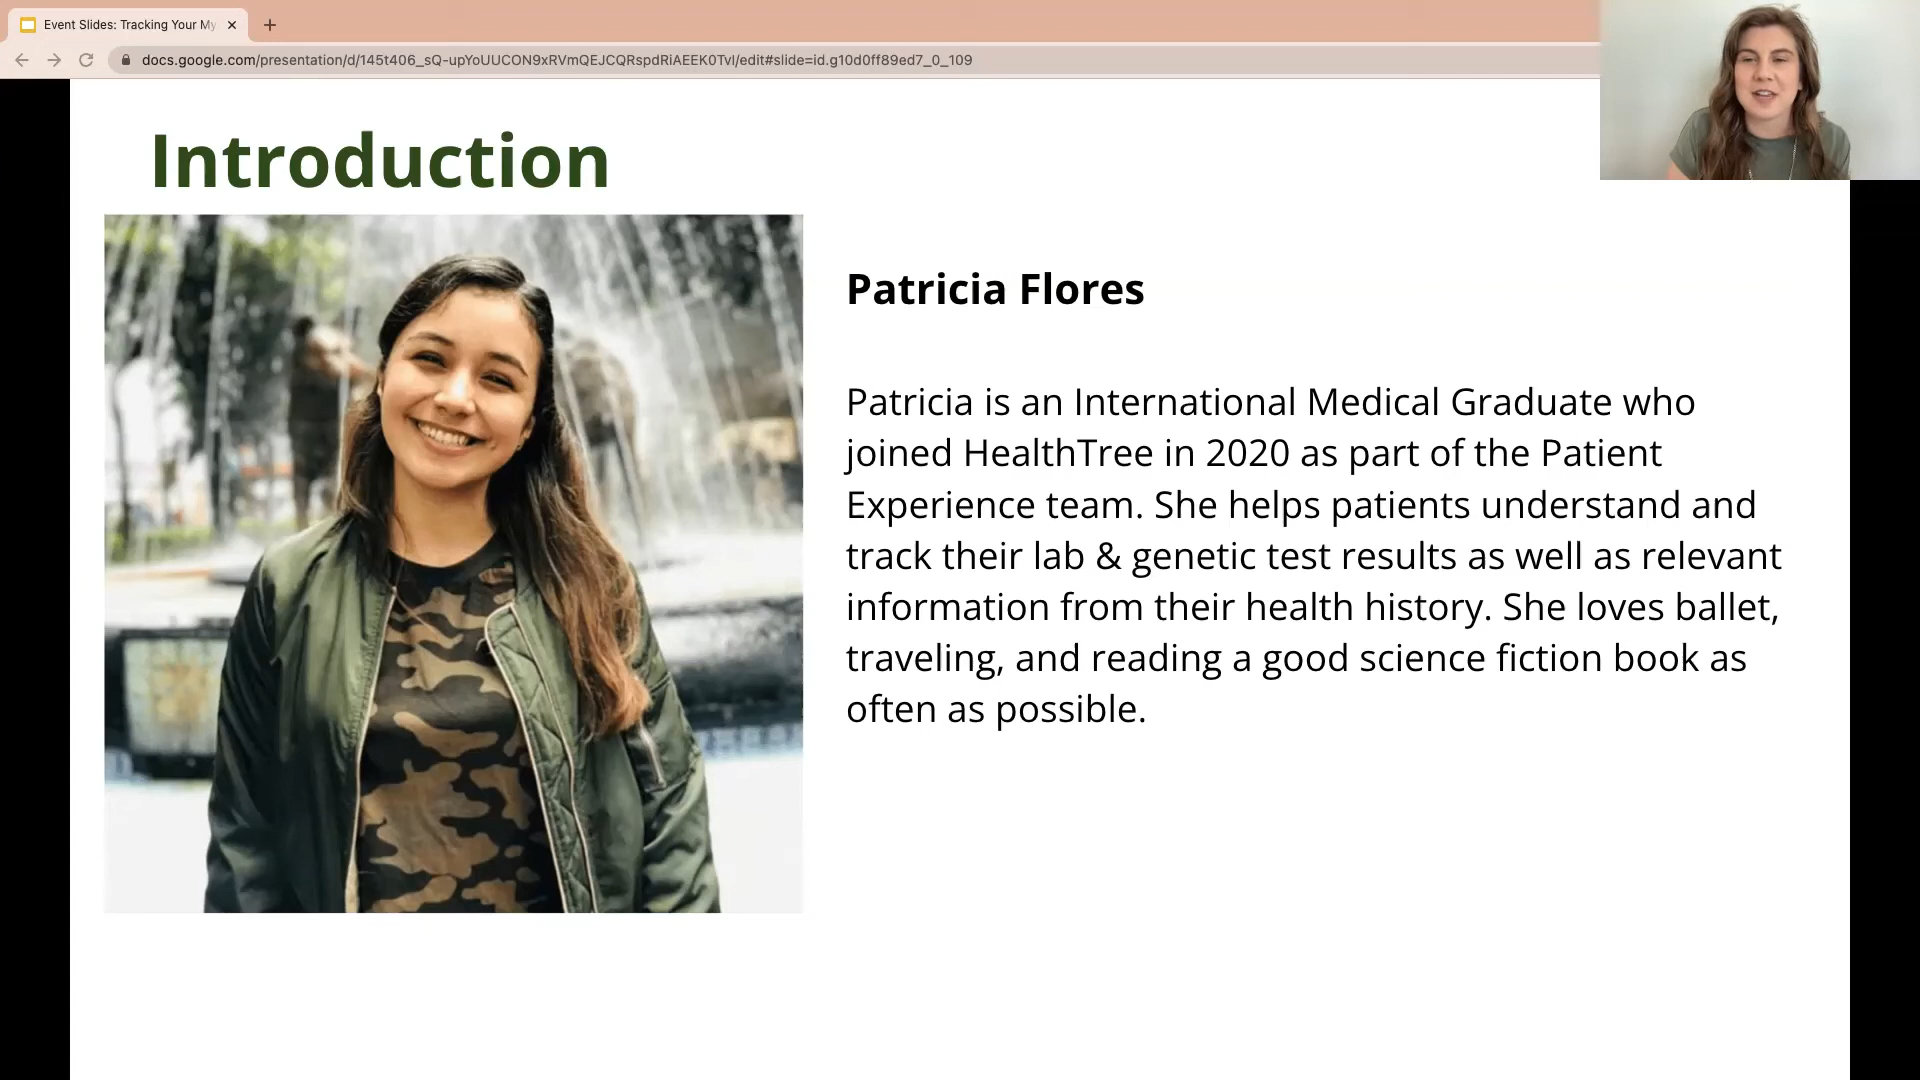 Event Slides: Tracking Your My
docs.google.com/presentation/d/145t406_sQ-upYoUUCON9xRVmQEJCQRspdRiAEEK0TvI/edit#slide=id.g10d0ff89ed7_0_109
Introduction
Patricia Flores
Patricia is an International Medical Graduate who
joined HealthTree in 2020 as part of the Patient
Experience team. She helps patients understand and
track their lab & genetic test results as well as relevant
information from their health history. She loves ballet,
traveling, and reading a good science fiction book as
often as possible.